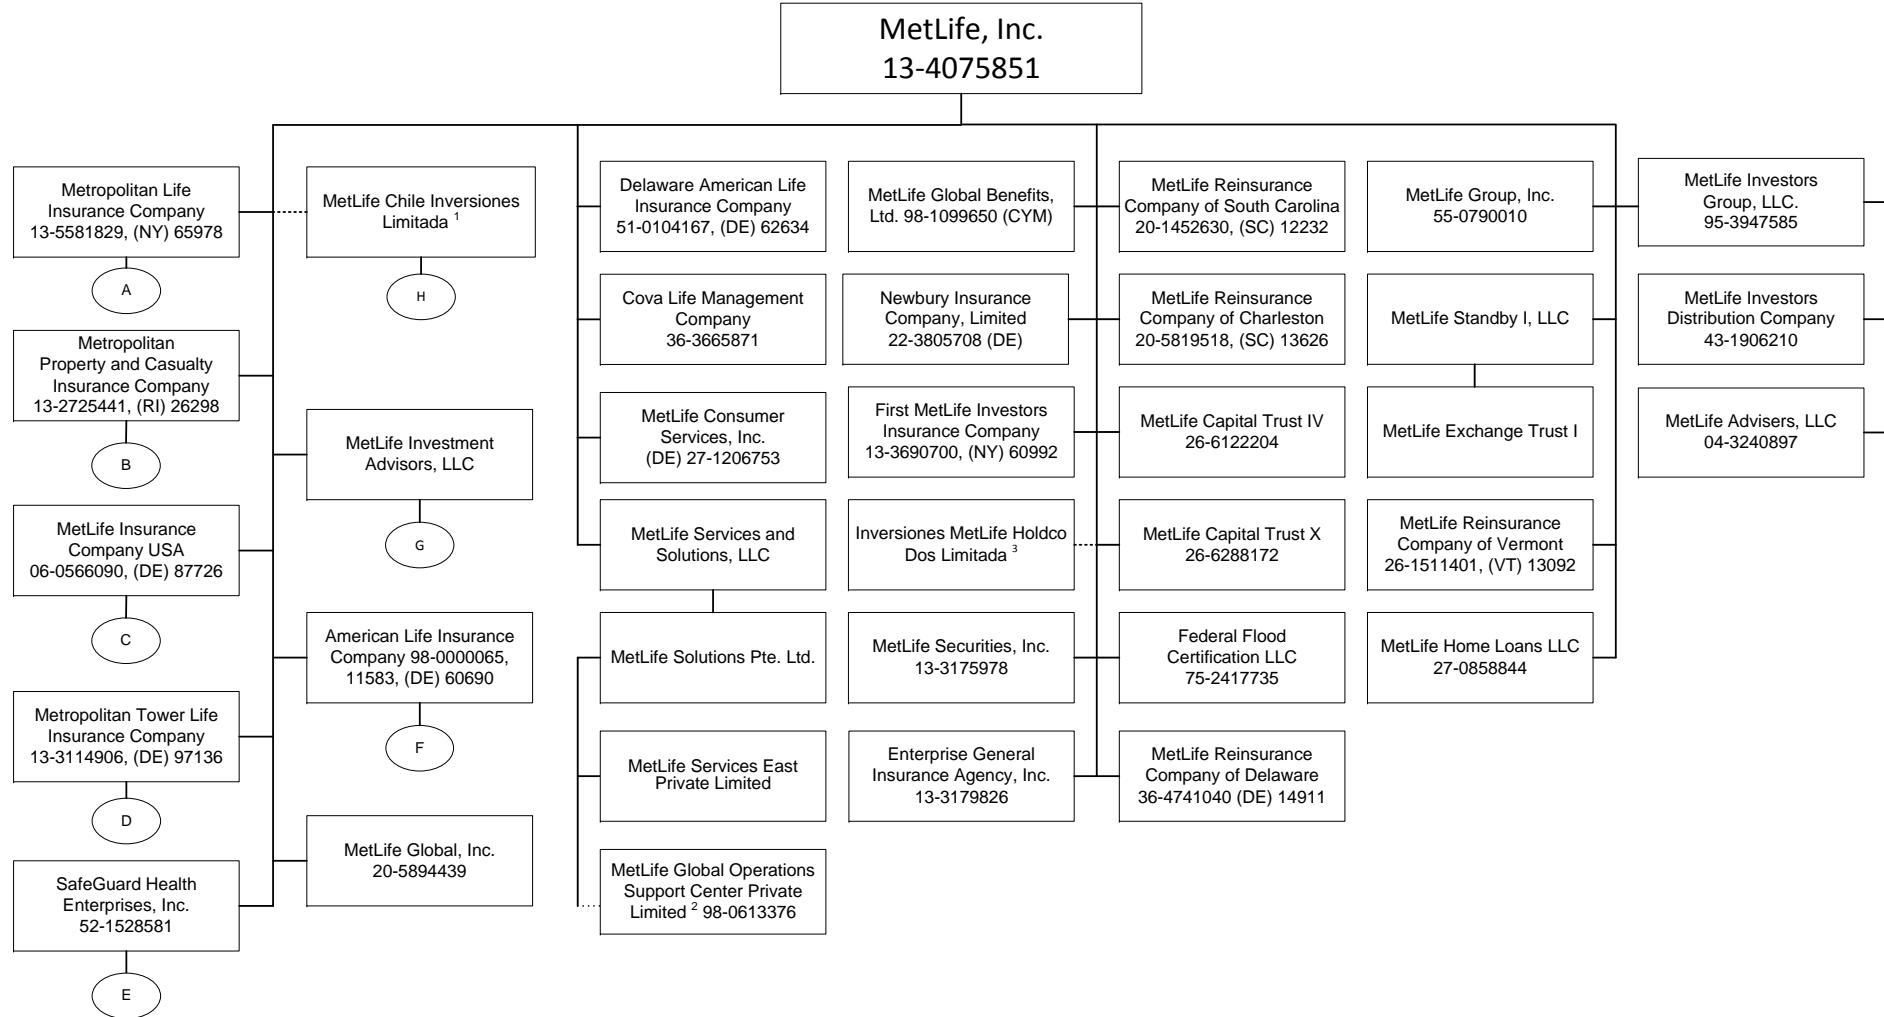 MetLife, Inc.
13-4075851
Metropolitan Life
Insurance Company
13-5581829, (NY) 65978
A
Metropolitan
Property and Casualty
Insurance Company
13-2725441, (RI) 26298
B
MetLife Insurance
Company USA
06-0566090, (DE) 87726
C
Metropolitan Tower Life
Insurance Company
13-3114906, (DE) 97136
D
SafeGuard Health
Enterprises, Inc.
52-1528581
E
MetLife Chile Inversiones
Limitada 1
H
MetLife Investment
Advisors, LLC
G
American Life Insurance
Company 98-0000065,
11583, (DE) 60690
F
MetLife Global, Inc.
20-5894439
Delaware American Life
Insurance Company
51-0104167, (DE) 62634
Cova Life Management
Company
36-3665871
MetLife Consumer
Services, Inc.
(DE) 27-1206753
MetLife Services and
Solutions, LLC
MetLife Solutions Pte. Ltd.
MetLife Services East
Private Limited
MetLife Global Operations
Support Center Private
Limited 2 98-0613376
MetLife Global Benefits,
Ltd. 98-1099650 (CYM)
Newbury Insurance
Company, Limited
22-3805708 (DE)
First MetLife Investors
Insurance Company
13-3690700, (NY) 60992
Inversiones MetLife Holdco
Dos Limitada 3
MetLife Securities, Inc.
13-3175978
Enterprise General
Insurance Agency, Inc.
13-3179826
MetLife Reinsurance
Company of South Carolina
20-1452630, (SC) 12232
MetLife Reinsurance
Company of Charleston
20-5819518, (SC) 13626
MetLife Capital Trust IV
26-6122204
MetLife Capital Trust X
26-6288172
Federal Flood
Certification LLC
75-2417735
MetLife Reinsurance
Company of Delaware
36-4741040 (DE) 14911
MetLife Group, Inc.
55-0790010
MetLife Standby I, LLC
MetLife Exchange Trust I
MetLife Reinsurance
Company of Vermont
26-1511401, (VT) 13092
MetLife Home Loans LLC
27-0858844
MetLife Investors
Group, LLC.
95-3947585
MetLife Investors
Distribution Company
43-1906210
MetLife Advisers, LLC
04-3240897